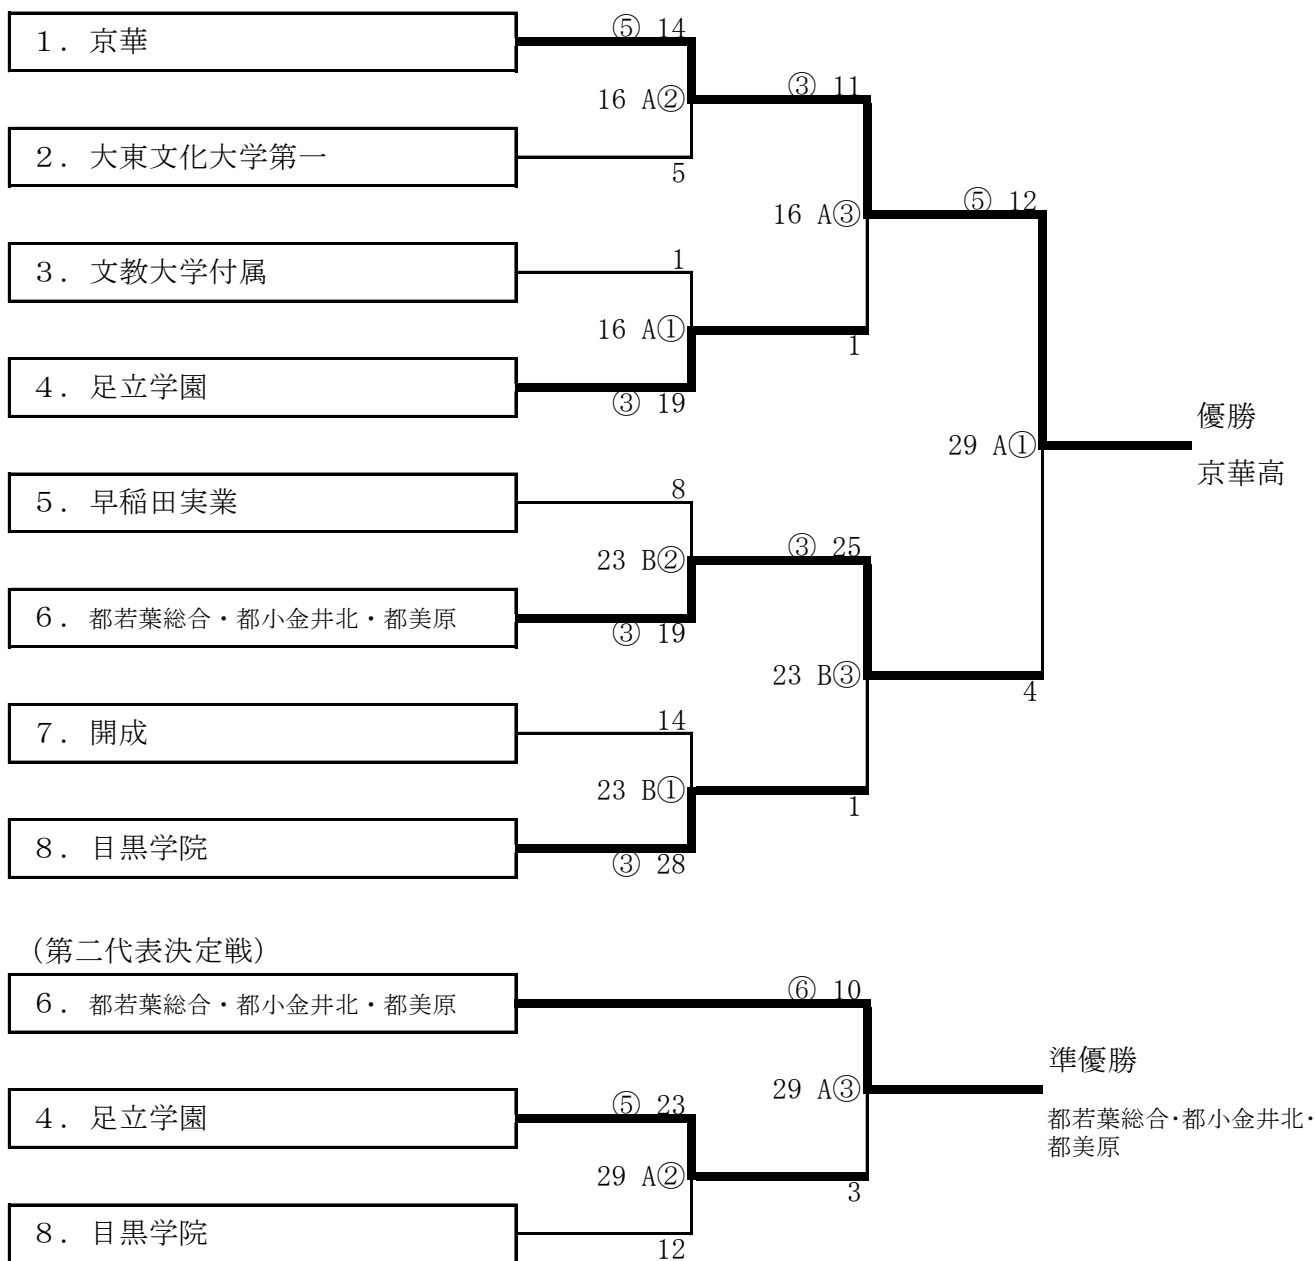 ⑤ 14
１．京華
③ 11
16 A②
２．大東文化大学第一
5
⑤ 12
16 A③
1
３．文教大学付属
16 A①
1
４．足立学園
③ 19
優勝
29 A①
京華高
8
５．早稲田実業
③ 25
23 B②
６．都若葉総合・都小金井北・都美原
③ 19
23 B③
4
14
７．開成
23 B①
1
８．目黒学院
③ 28
（第二代表決定戦）
⑥ 10
６．都若葉総合・都小金井北・都美原
準優勝
29 A③
⑤ 23
４．足立学園
都若葉総合・都小金井北・
都美原
29 A②
3
８．目黒学院
12